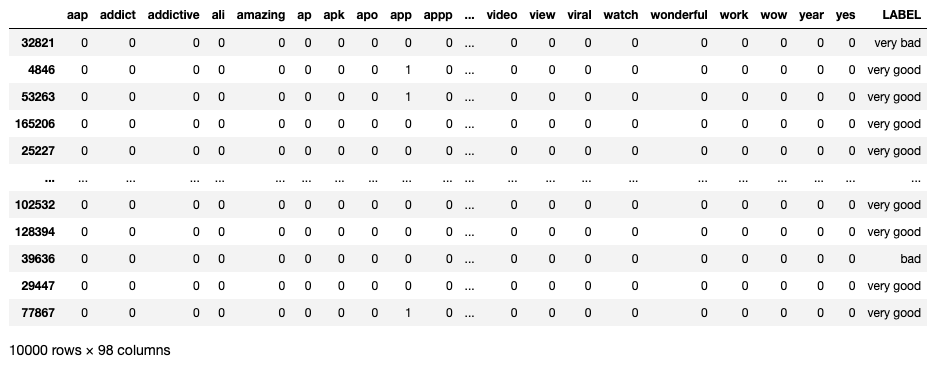 aap addict addictive ali amazing ap apk apo app appp ... video view viral watch wonderful work wow year yes LABEL
32821 0 0 0 0 0 0 0 0 0 0 ... 0 0 0 0 0 0 0 0 0 very bad
4846 0 0 0 0 0 0 0 0 1 0 ... 0 0 0 0 0 0 0 0 0 very good
53263 0 0 0 0 0 0 0 0 1 0 ... 0 0 0 0 0 0 0 0 0 very good
165206 0 0 0 0 0 0 0 0 0 0 ... 0 0 0 0 0 0 0 0 0 very good
25227 0 0 0 0 0 0 0 0 0 0 ... 0 0 0 0 0 0 0 0 0 very good
... ... ... ... ... ... ... ... ... ... ... ... ... ... ... ... ... ... ... ... ... ...
102532 0 0 0 0 0 0 0 0 0 0 ... 0 0 0 0 0 0 0 0 0 very good
128394 0 0 0 0 0 0 0 0 0 0 ... 0 0 0 0 0 0 0 0 0 very good
39636 0 0 0 0 0 0 0 0 0 0 ... 0 0 0 0 0 0 0 0 0 bad
29447 0 0 0 0 0 0 0 0 0 0 ... 0 0 0 0 0 0 0 0 0 very good
77867 0 0 0 0 0 0 0 0 1 0 ... 0 0 0 0 0 0 0 0 0 very good
10000 rows × 98 columns